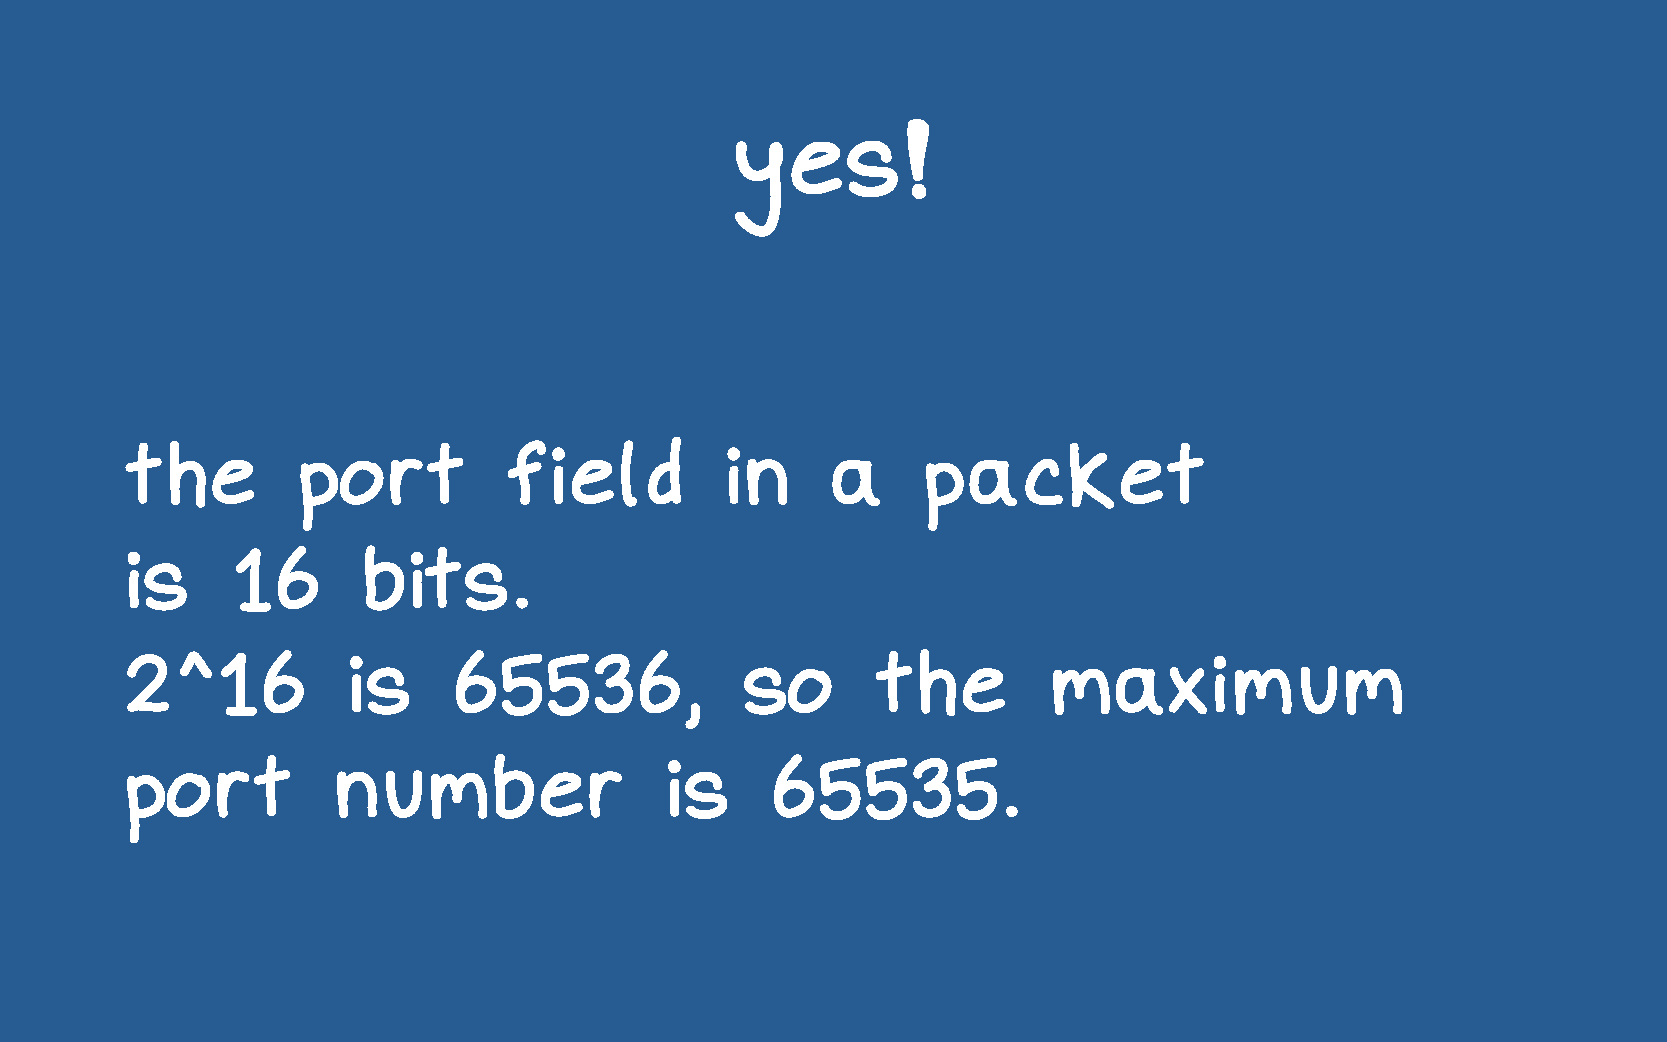 yes!
the port field in a packet
is 16 bits.
2^16 is 65536, so the maximum
port number is 65535.